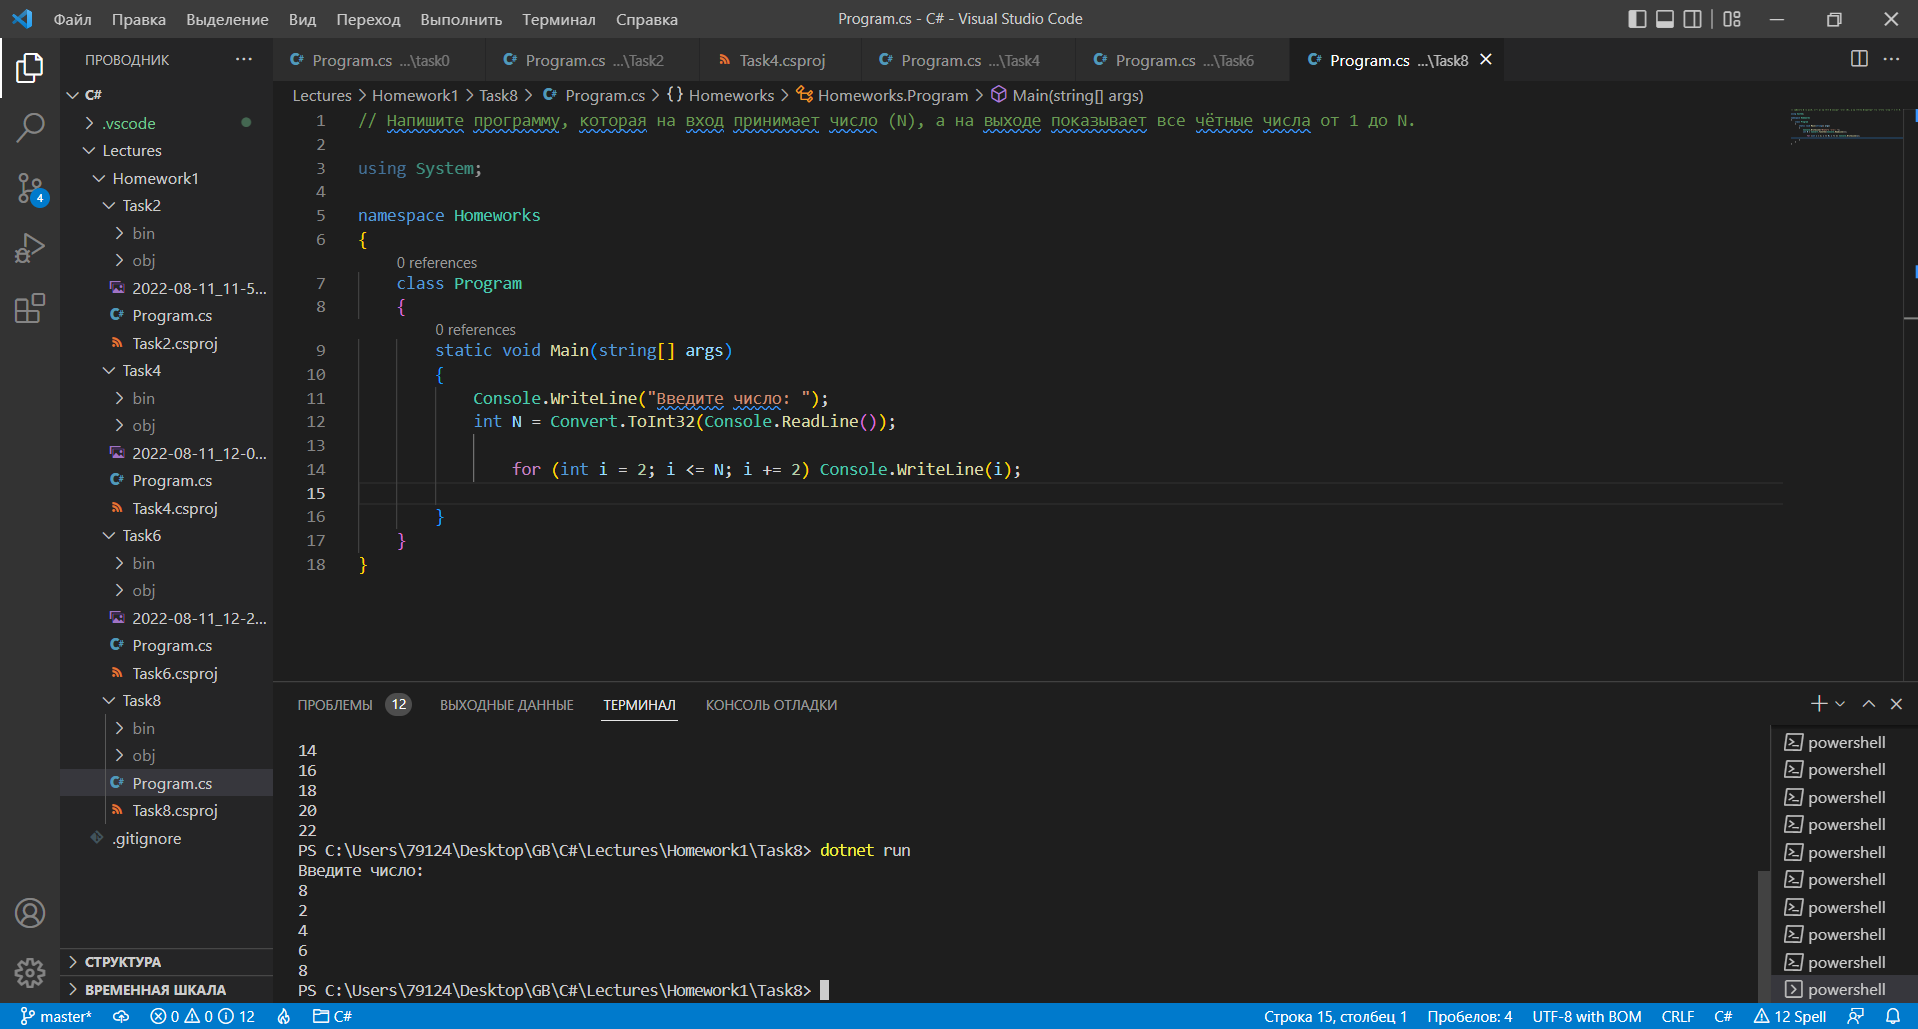 Файл Правка Выделение Вид Переход Выполнить Терминал Справка Program.cs - C# - Visual Studio Code
ПРОВОДНИК ...
Program.cs ...\task0 Program.cs ...\Task2 Task4.csproj Program.cs ...\Task4 Program.cs ...\Task6 Program.cs ...\Task8
Lectures > Homework1 > Task8 > Program.cs > {} Homeworks > Homeworks.Program > Main(string[] args)
C#
.vscode
Lectures
Homework1
Task2
bin
obj
2022-08-11_11-5...
Program.cs
Task2.csproj
Task4
bin
obj
2022-08-11_12-0...
Program.cs
Task4.csproj
Task6
bin
obj
2022-08-11_12-2...
Program.cs
Task6.csproj
Task8
bin
obj
Program.cs
Task8.csproj
.gitignore
СТРУКТУРА
ВРЕМЕННАЯ ШКАЛА
4
1 // Напишите программу, которая на вход принимает число (N), а на выходе показывает все чётные числа от 1 до N.
2
3 using System;
4
5 namespace Homeworks
6 {
0 references
7 class Program
8 {
0 references
9 static void Main(string[] args)
10 {
11 Console.WriteLine("Введите число: ");
12 int N = Convert.ToInt32(Console.ReadLine());
13
14 for (int i = 2; i <= N; i += 2) Console.WriteLine(i);
15
16 }
17 }
18 }
ПРОБЛЕМЫ 12 ВЫХОДНЫЕ ДАННЫЕ ТЕРМИНАЛ КОНСОЛЬ ОТЛАДКИ
14
16
18
20
22
PS C:\Users\79124\Desktop\GB\C#\Lectures\Homework1\Task8> dotnet run
Введите число:
8
2
4
6
8
PS C:\Users\79124\Desktop\GB\C#\Lectures\Homework1\Task8>
powershell
powershell
powershell
powershell
powershell
powershell
powershell
powershell
powershell
powershell
master* 0 0 12 C# Строка 15, столбец 1 Пробелов: 4 UTF-8 with BOM CRLF C# 12 Spell